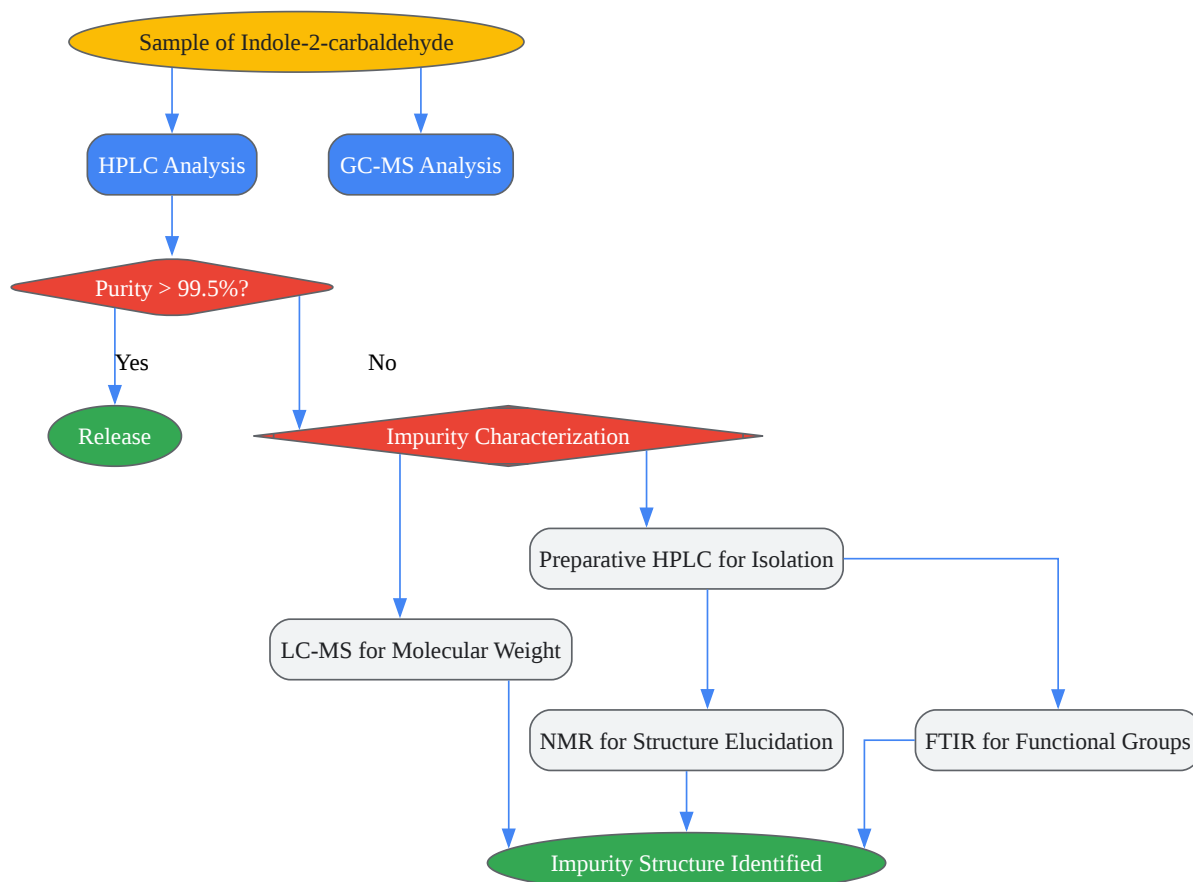 Sample of Indole-2-carbaldehyde
HPLC Analysis
GC-MS Analysis
Purity > 99.5%?
Yes
No
Release
Impurity Characterization
Preparative HPLC for Isolation
LC-MS for Molecular Weight
NMR for Structure Elucidation
FTIR for Functional Groups
Impurity Structure Identified